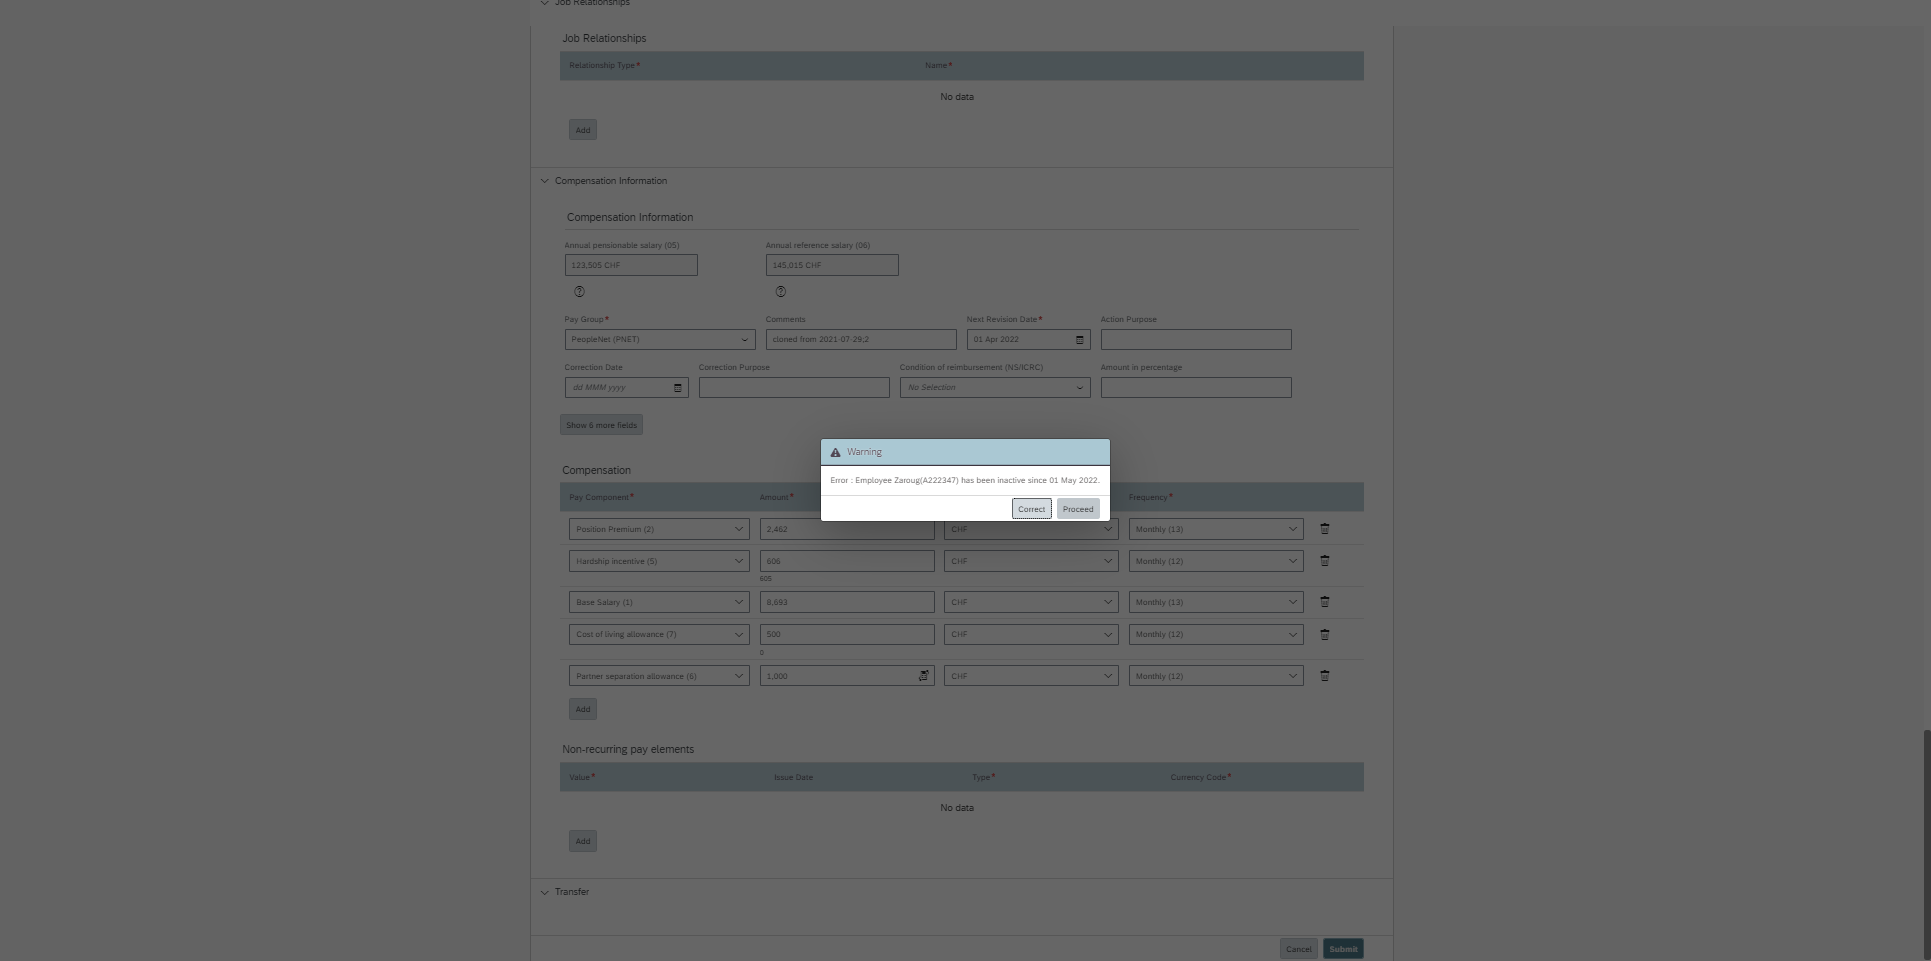 Job Relationships
Job Relationships
Relationship Type* Name*
No data
Add
Compensation Information
Compensation Information
Annual pensionable salary (05) Annual reference salary (06)
123,505 CHF 145,015 CHF
Pay Group* Comments Next Revision Date* Action Purpose
PeopleNet (PNET) cloned from 2021-07-29;2 01 Apr 2022
Correction Date Correction Purpose Condition of reimbursement (NS/ICRC) Amount in percentage
dd MMM yyyy No Selection
Show 6 more fields
Warning
Error : Employee Zaroug(A222347) has been inactive since 01 May 2022.
Correct Proceed
Compensation
Pay Component* Amount* Frequency*
Position Premium (2) 2,462 CHF Monthly (13)
Hardship incentive (5) 606 CHF Monthly (12)
605
Base Salary (1) 8,693 CHF Monthly (13)
Cost of living allowance (7) 500 CHF Monthly (12)
0
Partner separation allowance (6) 1,000 CHF Monthly (12)
Add
Non-recurring pay elements
Value* Issue Date Type* Currency Code*
No data
Add
Transfer
Cancel Submit